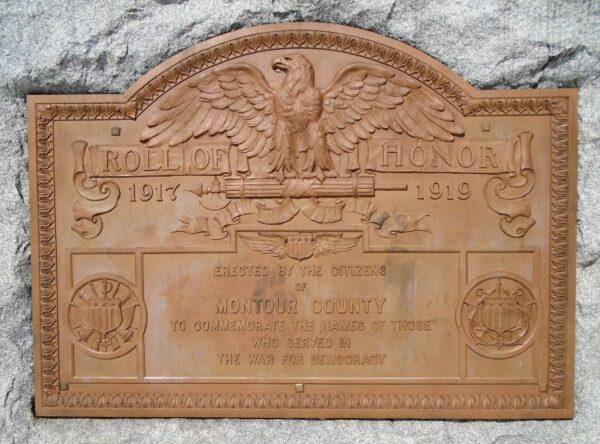 ROLL OF HONOR
1917 1919
ERECTED BY THE CITIZENS
OF
MONTOUR COUNTY
TO COMMEMORATE THE NAMES OF THOSE
WHO SERVED IN
THE WAR FOR DEMOCRACY